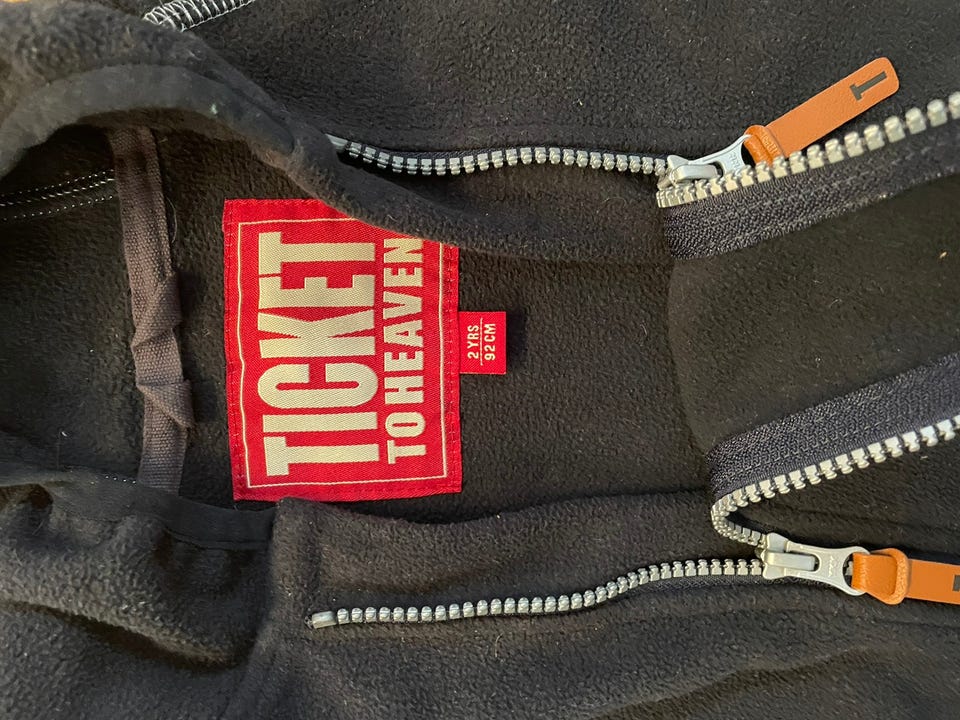 TICKET
TO HEAVEN
2 YRS
92 CM
T